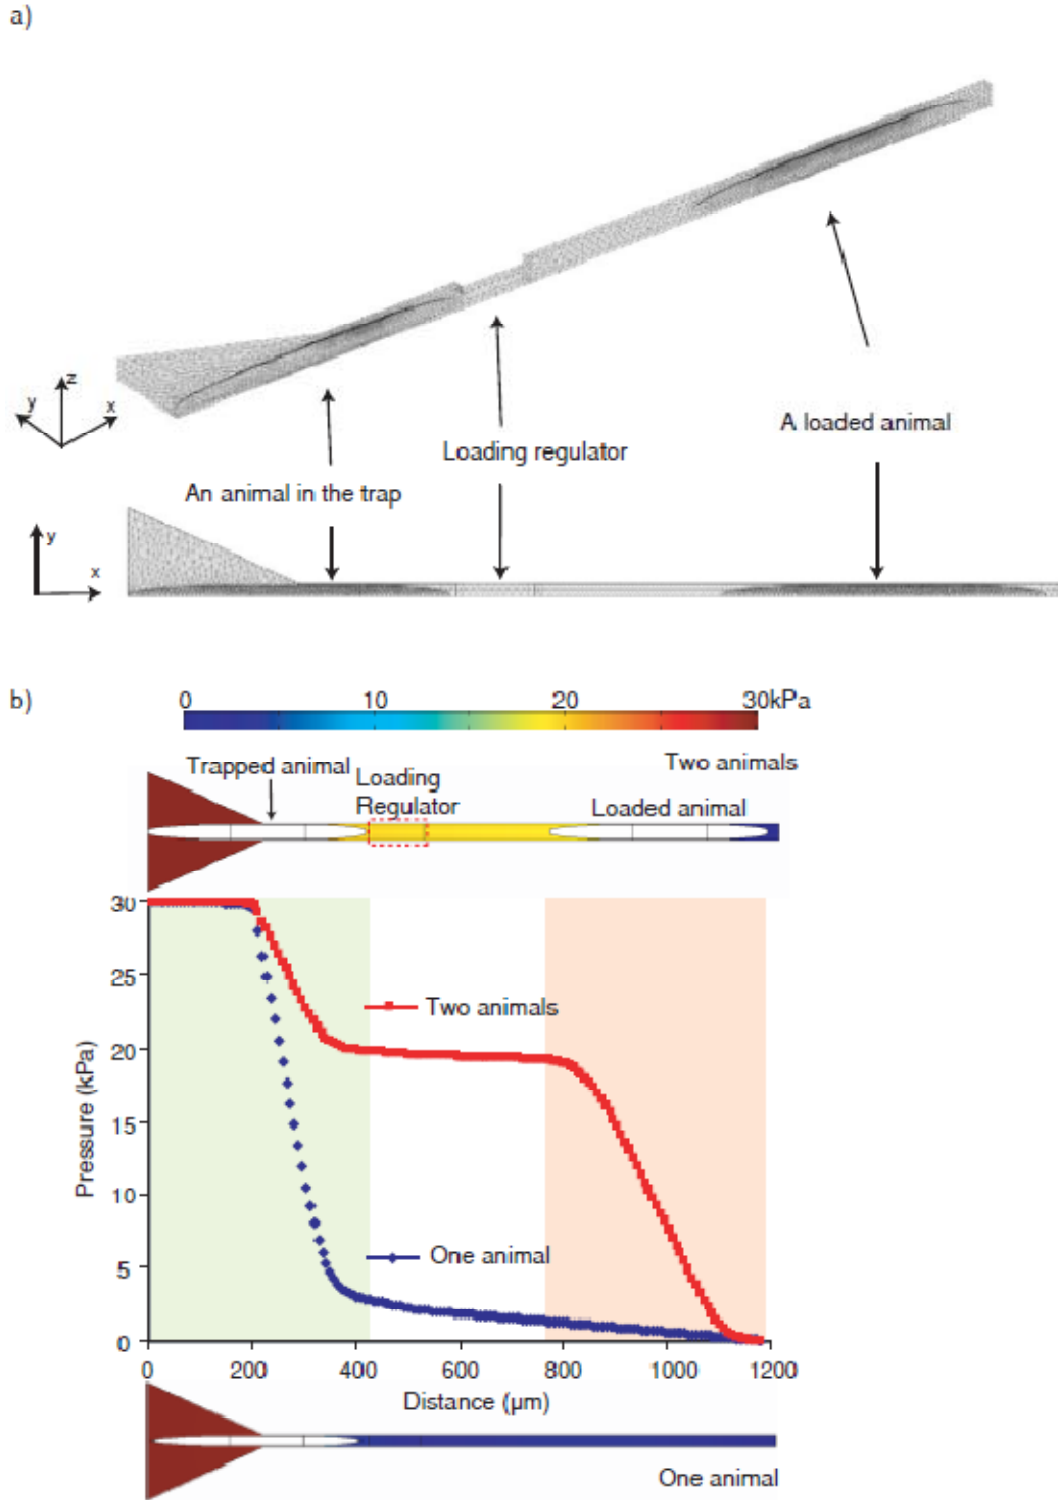 a)
z
y
x
A loaded animal
Loading regulator
An animal in the trap
y
x
b)
0
10
20
30kPa
Trapped animal
Loading
Regulator
Two animals
Loaded animal
30
25
20
15
10
5
0
Pressure (kPa)
Two animals
One animal
0
200
400
600
800
1000
1200
Distance (µm)
One animal